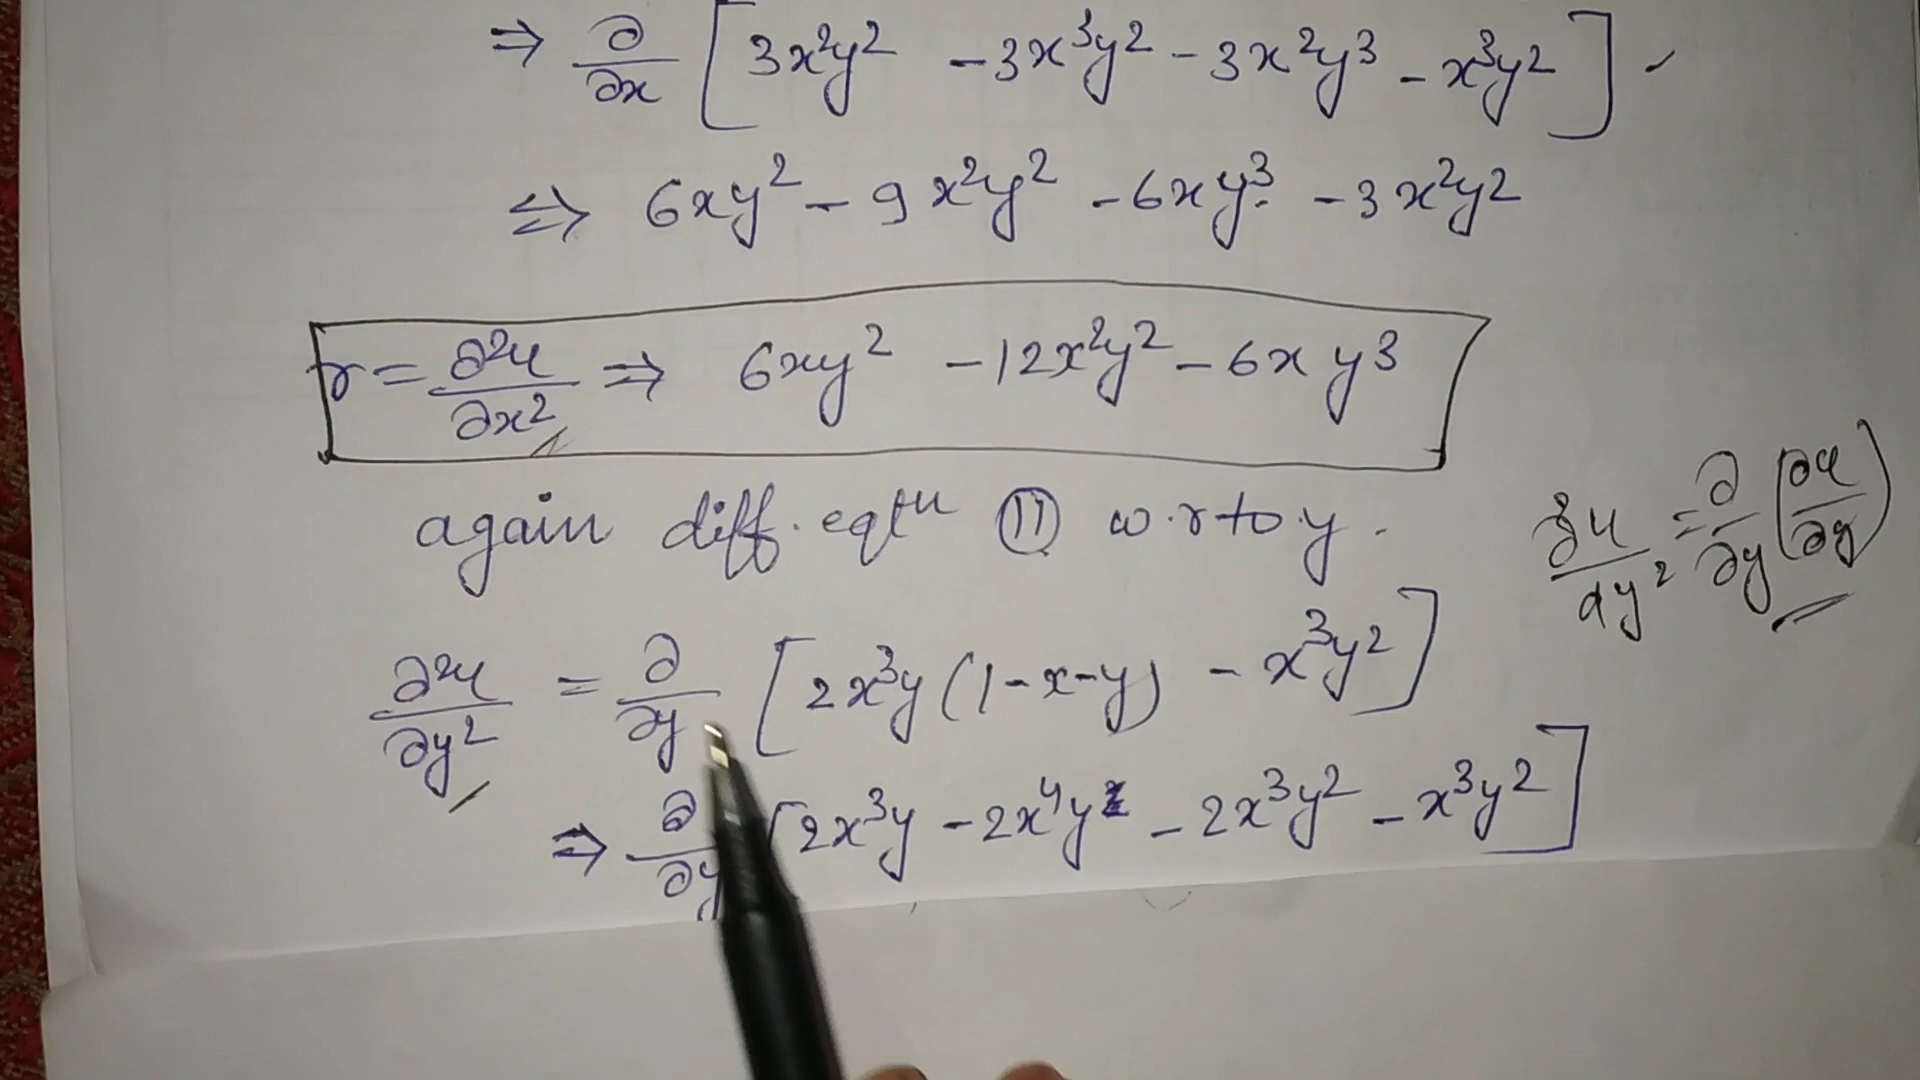 ⇒ ∂/∂x [3x²y² - 3x³y² - 3x²y³ - x³y²]
⇒ 6xy² - 9x²y² - 6xy³ - 3x²y²
r = ∂²u/∂x² ⇒ 6xy² - 12x²y² - 6xy³
again diff. eqtn (11) w.r to y.
∂²u/dy² = ∂/∂y (∂u/∂y)
∂²u/∂y² = ∂/∂y [2x³y(1-x-y) - x³y²]
⇒ ∂/∂y [2x³y - 2x⁴y - 2x³y² - x³y²]